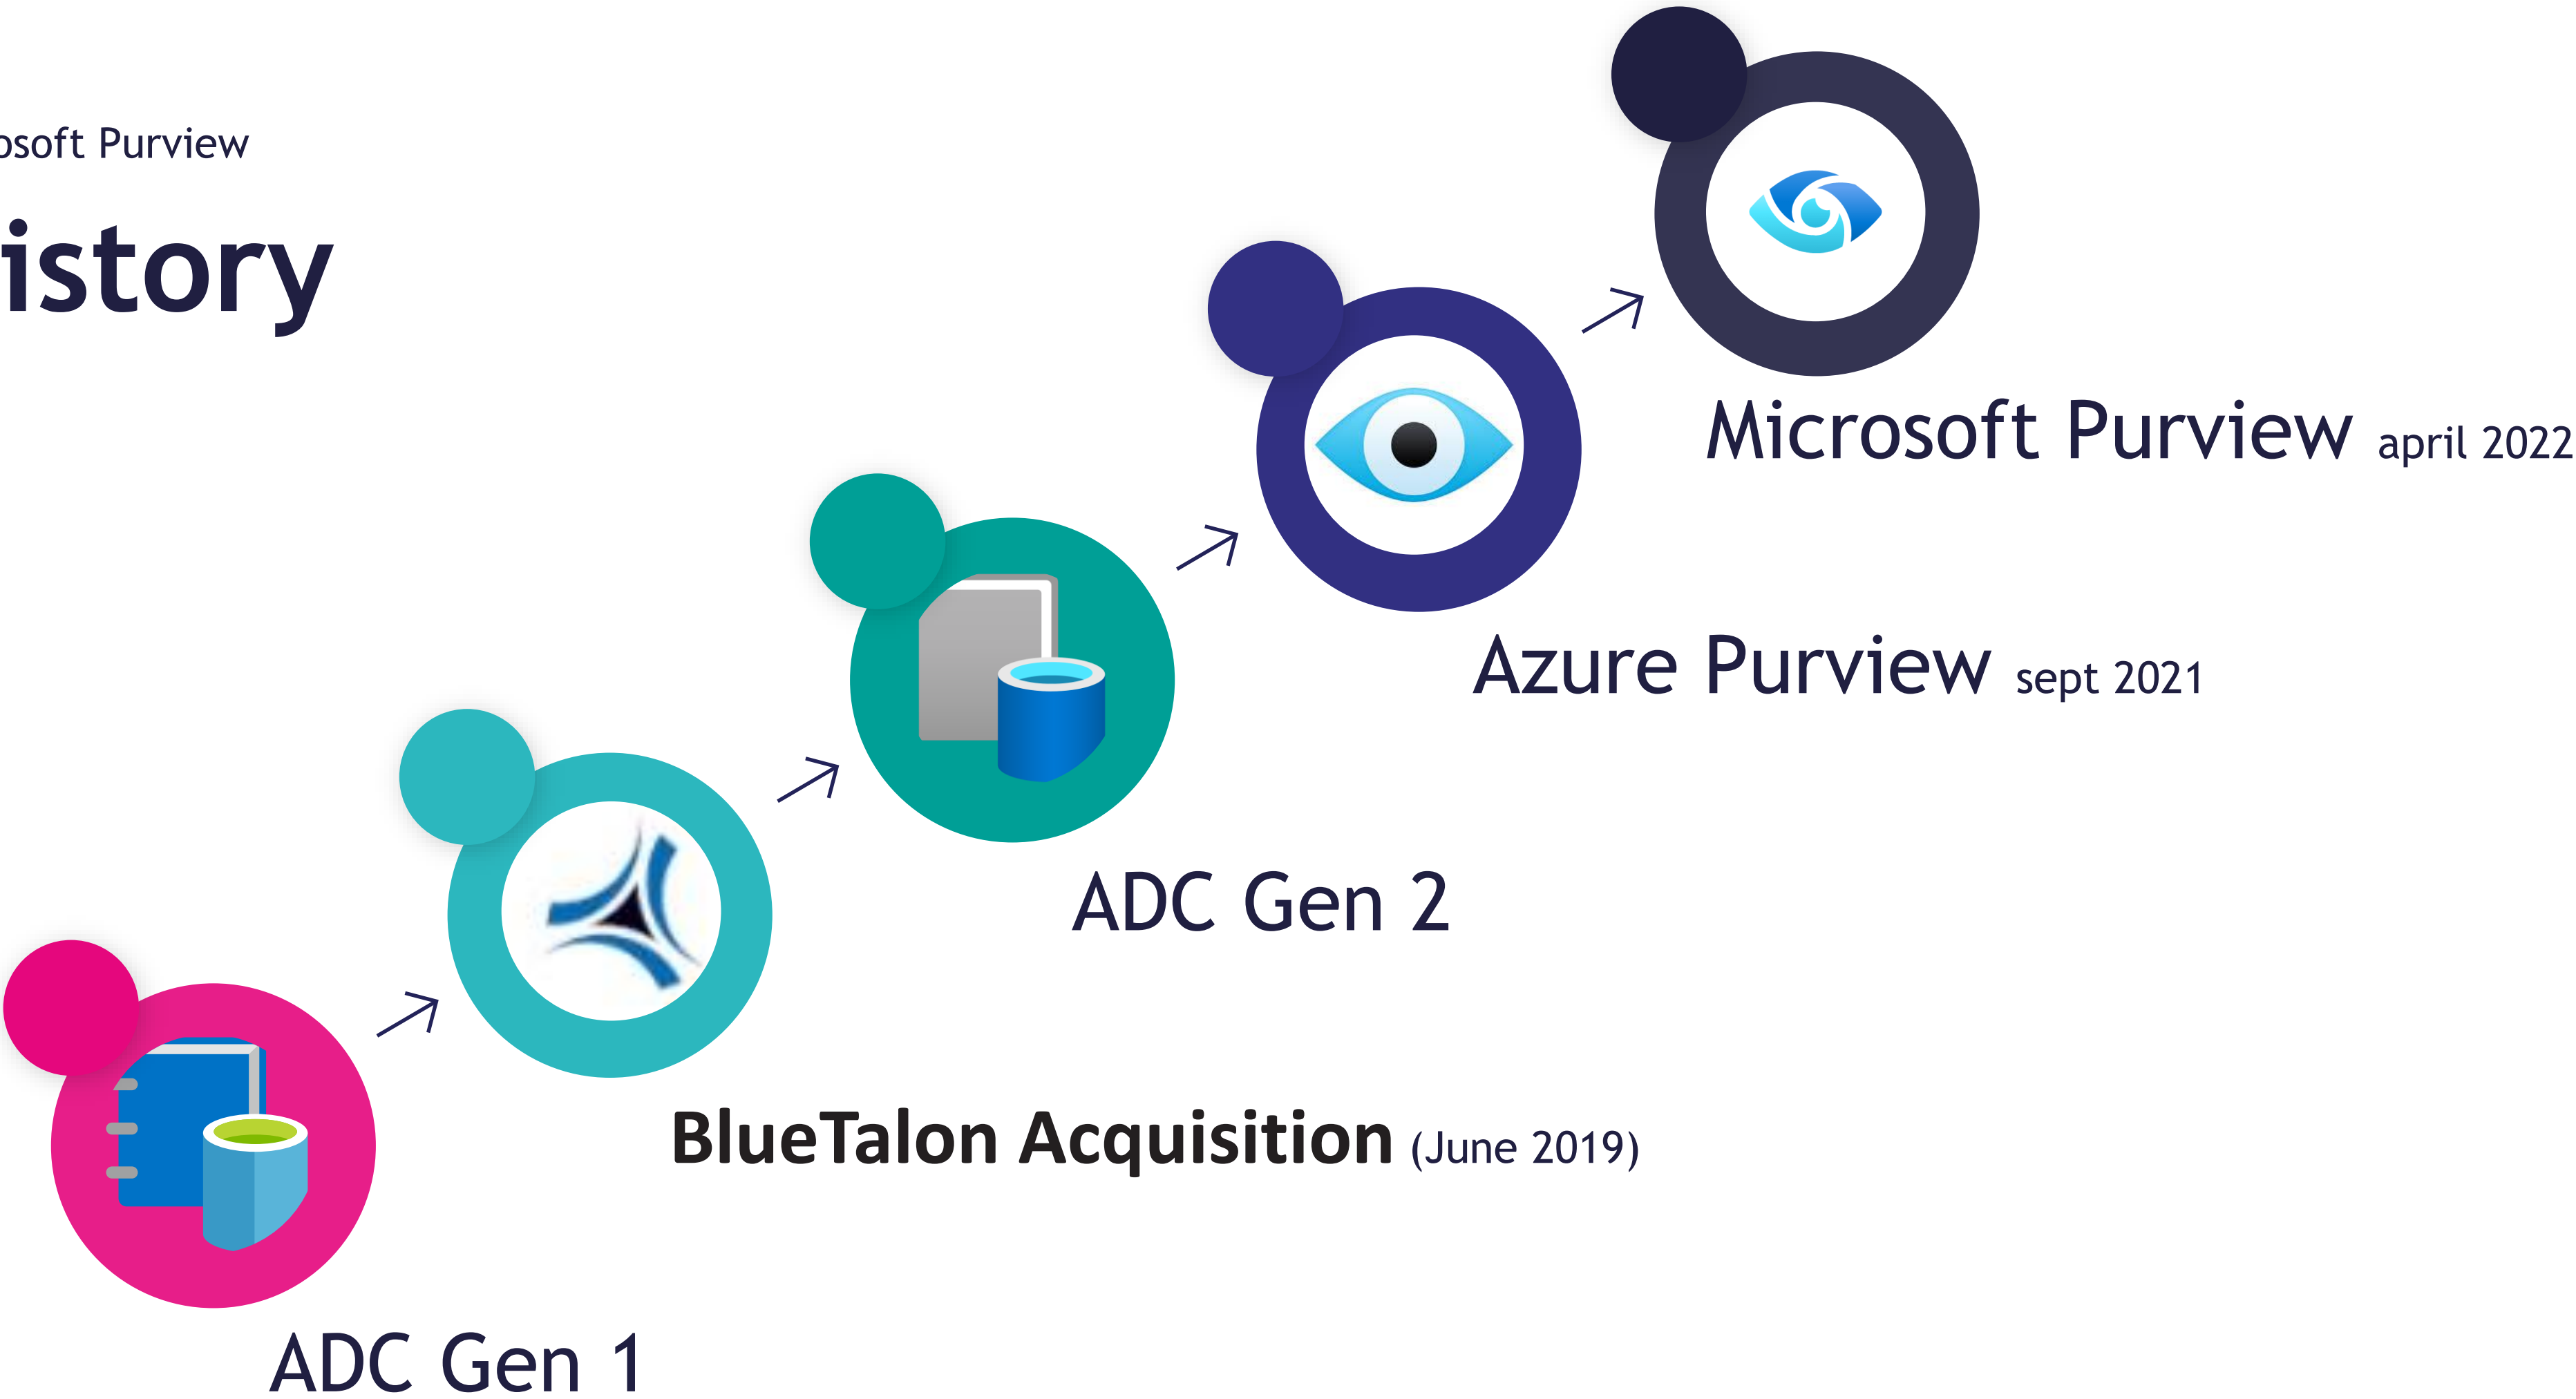 osoft Purview
istory
Microsoft Purview april 2022
Azure Purview sept 2021
ADC Gen 2
BlueTalon Acquisition (June 2019)
ADC Gen 1